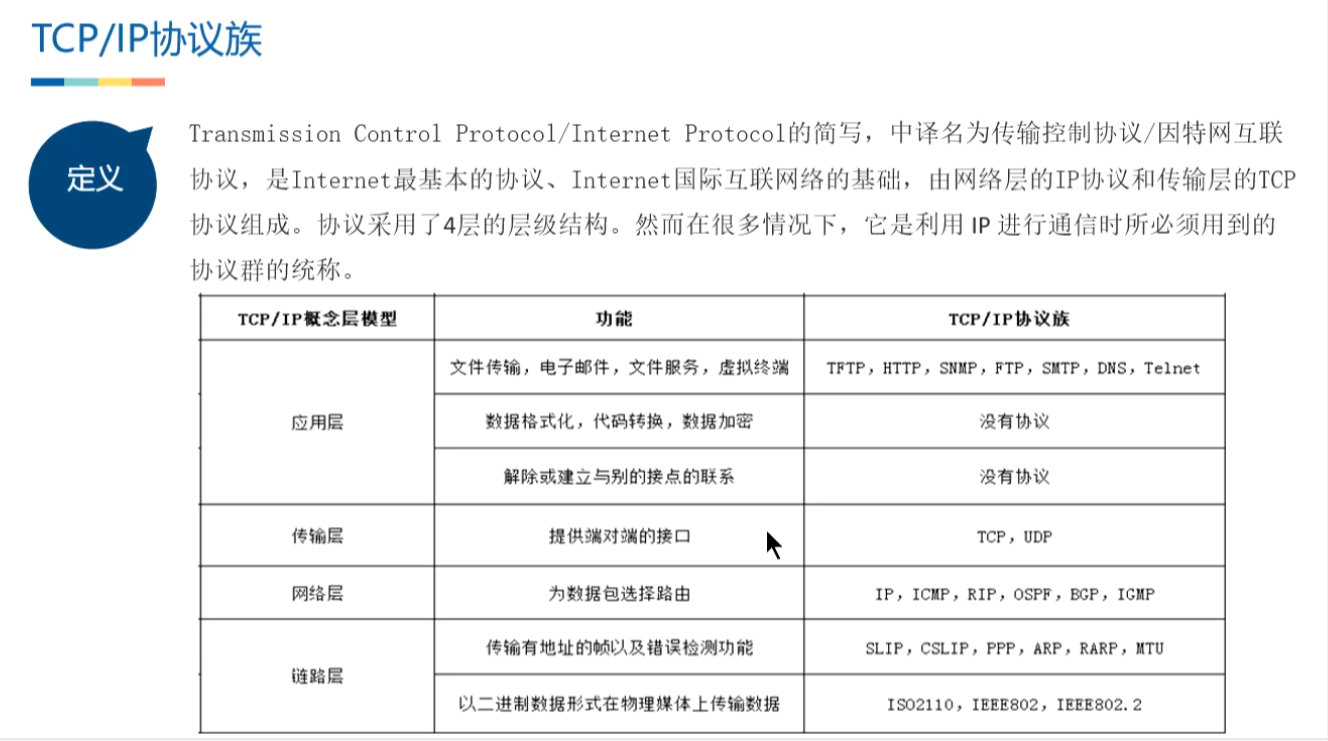 TCP/IP协议族
定义
Transmission Control Protocol/Internet Protocol的简写，中译名为传输控制协议/因特网互联
协议，是Internet最基本的协议、Internet国际互联网络的基础，由网络层的IP协议和传输层的TCP
协议组成。协议采用了4层的层级结构。然而在很多情况下，它是利用 IP 进行通信时所必须用到的
协议群的统称。
TCP/IP概念层模型 功能 TCP/IP协议族
应用层
文件传输，电子邮件，文件服务，虚拟终端 TFTP，HTTP，SNMP，FTP，SMTP，DNS，Telnet
数据格式化，代码转换，数据加密 没有协议
解除或建立与别的接点的联系 没有协议
传输层 提供端对端的接口 TCP，UDP
网络层 为数据包选择路由 IP，ICMP，RIP，OSPF，BGP，IGMP
链路层
传输有地址的帧以及错误检测功能 SLIP，CSLIP，PPP，ARP，RARP，MTU
以二进制数据形式在物理媒体上传输数据 ISO2110，IEEE802，IEEE802.2